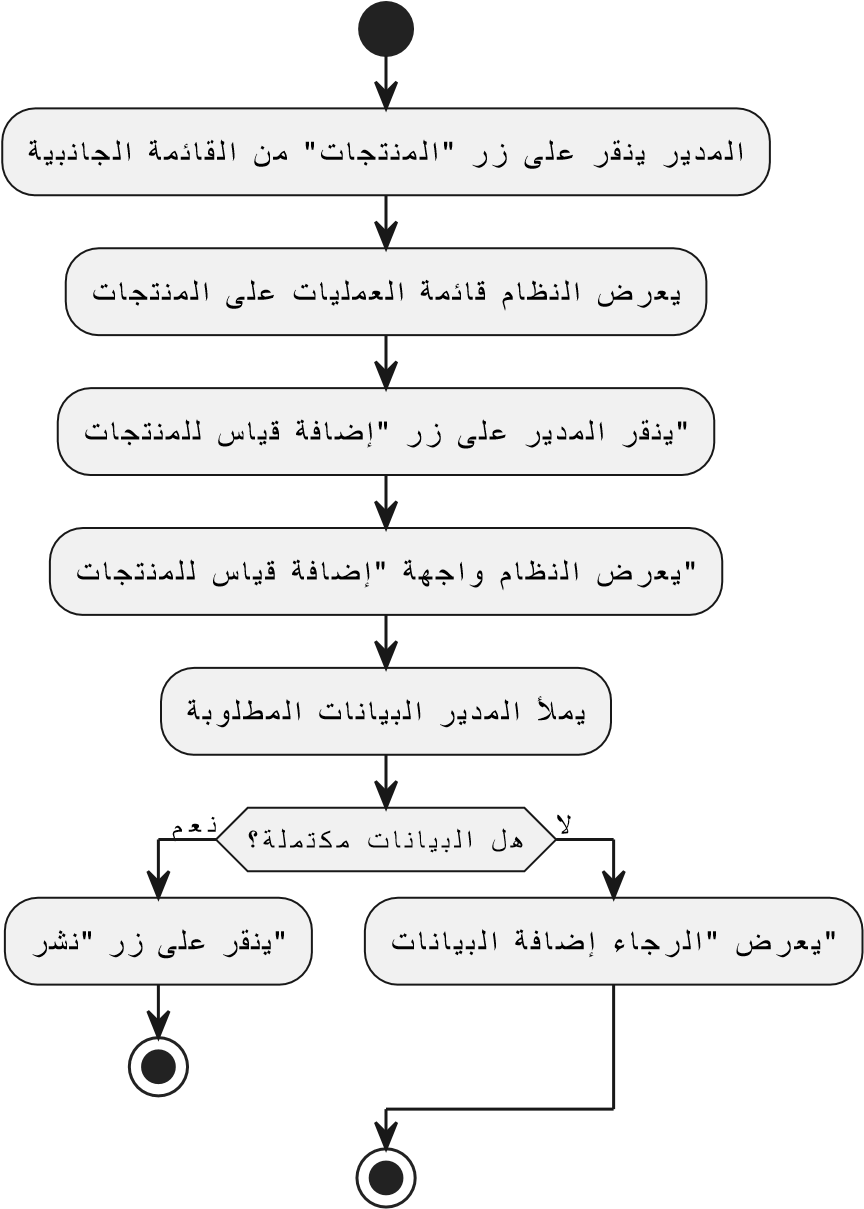 المدير ينقر على زر "المنتجات" من القائمة الجانبية
يعرض النظام قائمة العمليات على المنتجات
ينقر المدير على زر "إضافة قياس للمنتجات"
يعرض النظام واجهة "إضافة قياس للمنتجات"
يملأ المدير البيانات المطلوبة
هل البيانات مكتملة؟
نعم
لا
ينقر على زر "نشر"
يعرض "الرجاء إضافة البيانات"